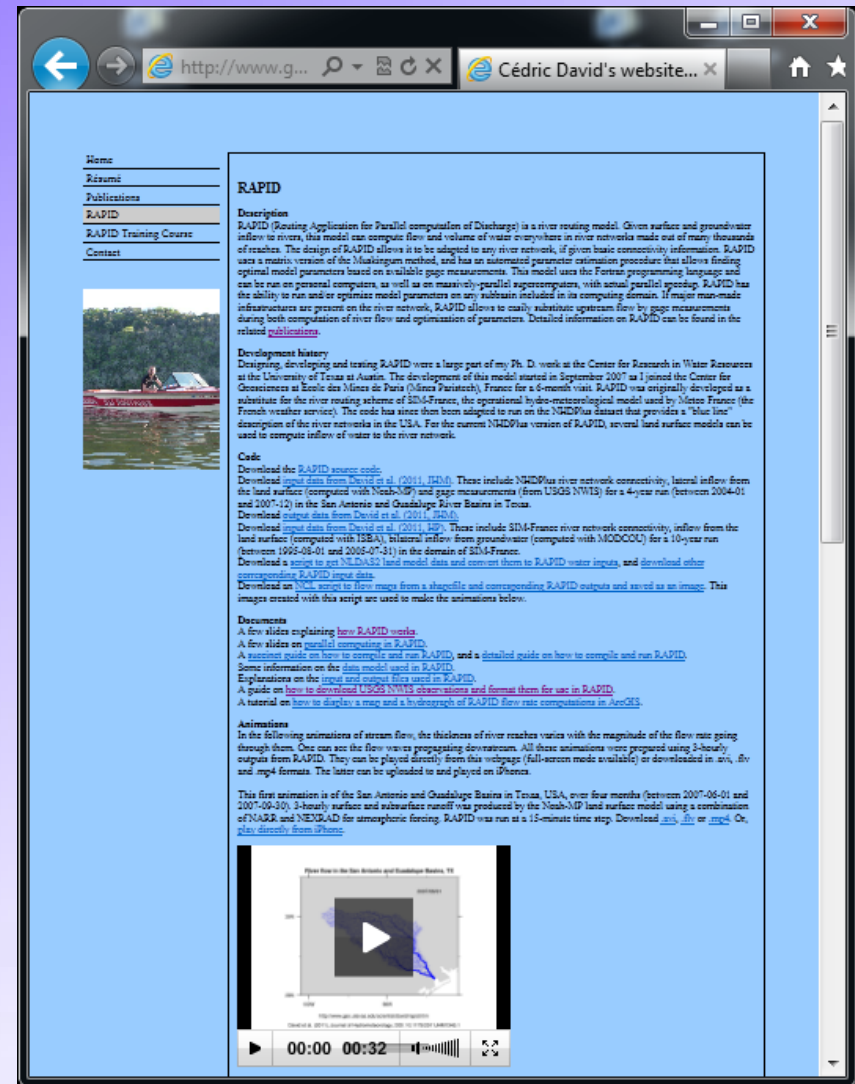 http://www.g...
Cédric David's website...
Home
Résumé
Publications
RAPID
RAPID Training Course
Contact
RAPID
Description
RAPID (Routing Application for Parallel computatIon of Discharge) is a river routing model. Given surface and groundwater
inflow to rivers, this model can compute flow and volume of water everywhere in river networks made out of many thousands
of reaches. The design of RAPID allows it to be adapted to any river network, if given basic connectivity information. RAPID
uses a matrix version of the Muskingum method, and has an automated parameter estimation procedure that allows finding
optimal model parameters based on available gage measurements. This model uses the Fortran programming language and
can be run on personal computers, as well as on massively-parallel supercomputers, with actual parallel speedup. RAPID has
the ability to run and/or optimize model parameters on any subbasin included in its computing domain. If major man-made
infrastructures are present on the river network, RAPID allows to easily substitute upstream flow by gage measurements
during both computation of river flow and optimization of parameters. Detailed information on RAPID can be found in the
related publications.
Development history
Designing, developing and testing RAPID were a large part of my Ph. D. work at the Center for Research in Water Resources
at the University of Texas at Austin. The development of this model started in September 2007 as I joined the Center for
Geosciences at Ecole des Mines de Paris (Mines Paristech), France for a 6-month visit. RAPID was originally developed as a
substitute for the river routing scheme of SIM-France, the operational hydro-meteorological model used by Meteo France (the
French weather service). The code has since then been adapted to run on the NHDPlus dataset that provides a "blue line"
description of the river networks in the USA. For the current NHDPlus version of RAPID, several land surface models can be
used to compute inflow of water to the river network.
Code
Download the RAPID source code.
Download input data from David et al. (2011, JHM). These include NHDPlus river network connectivity, lateral inflow from
the land surface (computed with Noah-MP) and gage measurements (from USGS NWIS) for a 4-year run (between 2004-01
and 2007-12) in the San Antonio and Guadalupe River Basins in Texas.
Download output data from David et al. (2011, JHM).
Download input data from David et al. (2011, HP). These include SIM-France river network connectivity, inflow from the
land surface (computed with ISBA), bilateral inflow from groundwater (computed with MODCOU) for a 10-year run
(between 1995-08-01 and 2005-07-31) in the domain of SIM-France.
Download a script to get NLDAS2 land model data and convert them to RAPID water inputs, and download other
corresponding RAPID input data.
Download an NCL script to flow maps from a shapefile and corresponding RAPID outputs and saved as an image. This
images created with this script are used to make the animations below.
Documents
A few slides explaining how RAPID works.
A few slides on parallel computing in RAPID.
A succinct guide on how to compile and run RAPID, and a detailed guide on how to compile and run RAPID.
Some information on the data model used in RAPID.
Explanations on the input and output files used in RAPID.
A guide on how to download USGS NWIS observations and format them for use in RAPID.
A tutorial on how to display a map and a hydrograph of RAPID flow rate computations in ArcGIS.
Animations
In the following animations of stream flow, the thickness of river reaches varies with the magnitude of the flow rate going
through them. One can see the flow waves propagating downstream. All these animations were prepared using 3-hourly
outputs from RAPID. They can be played directly from this webpage (full-screen mode available) or downloaded in .avi, .flv
and .mp4 formats. The latter can be uploaded to and played on iPhones.
This first animation is of the San Antonio and Guadalupe Basins in Texas, USA, over four months (between 2007-06-01 and
2007-09-30). 3-hourly surface and subsurface runoff was produced by the Noah-MP land surface model using a combination
of NARR and NEXRAD for atmospheric forcing. RAPID was run at a 15-minute time step. Download .avi, .flv or .mp4. Or,
play directly from iPhone.
River flow in the San Antonio and Guadalupe Basins, TX
00:00 00:32